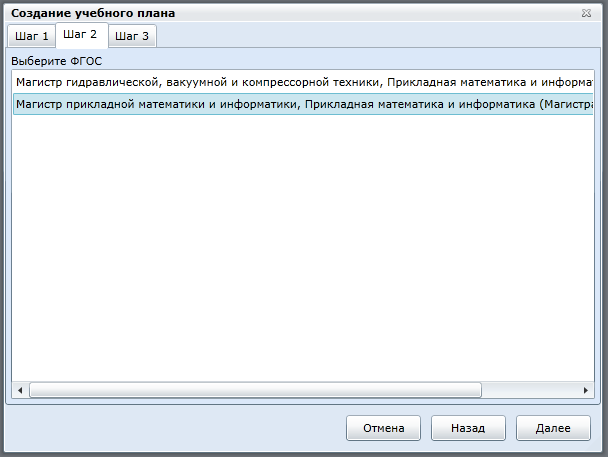 Создание учебного плана
Шаг 1 Шаг 2 Шаг 3
Выберите ФГОС
Магистр гидравлической, вакуумной и компрессорной техники, Прикладная математика и информат
Магистр прикладной математики и информатики, Прикладная математика и информатика (Магистра
Отмена Назад Далее